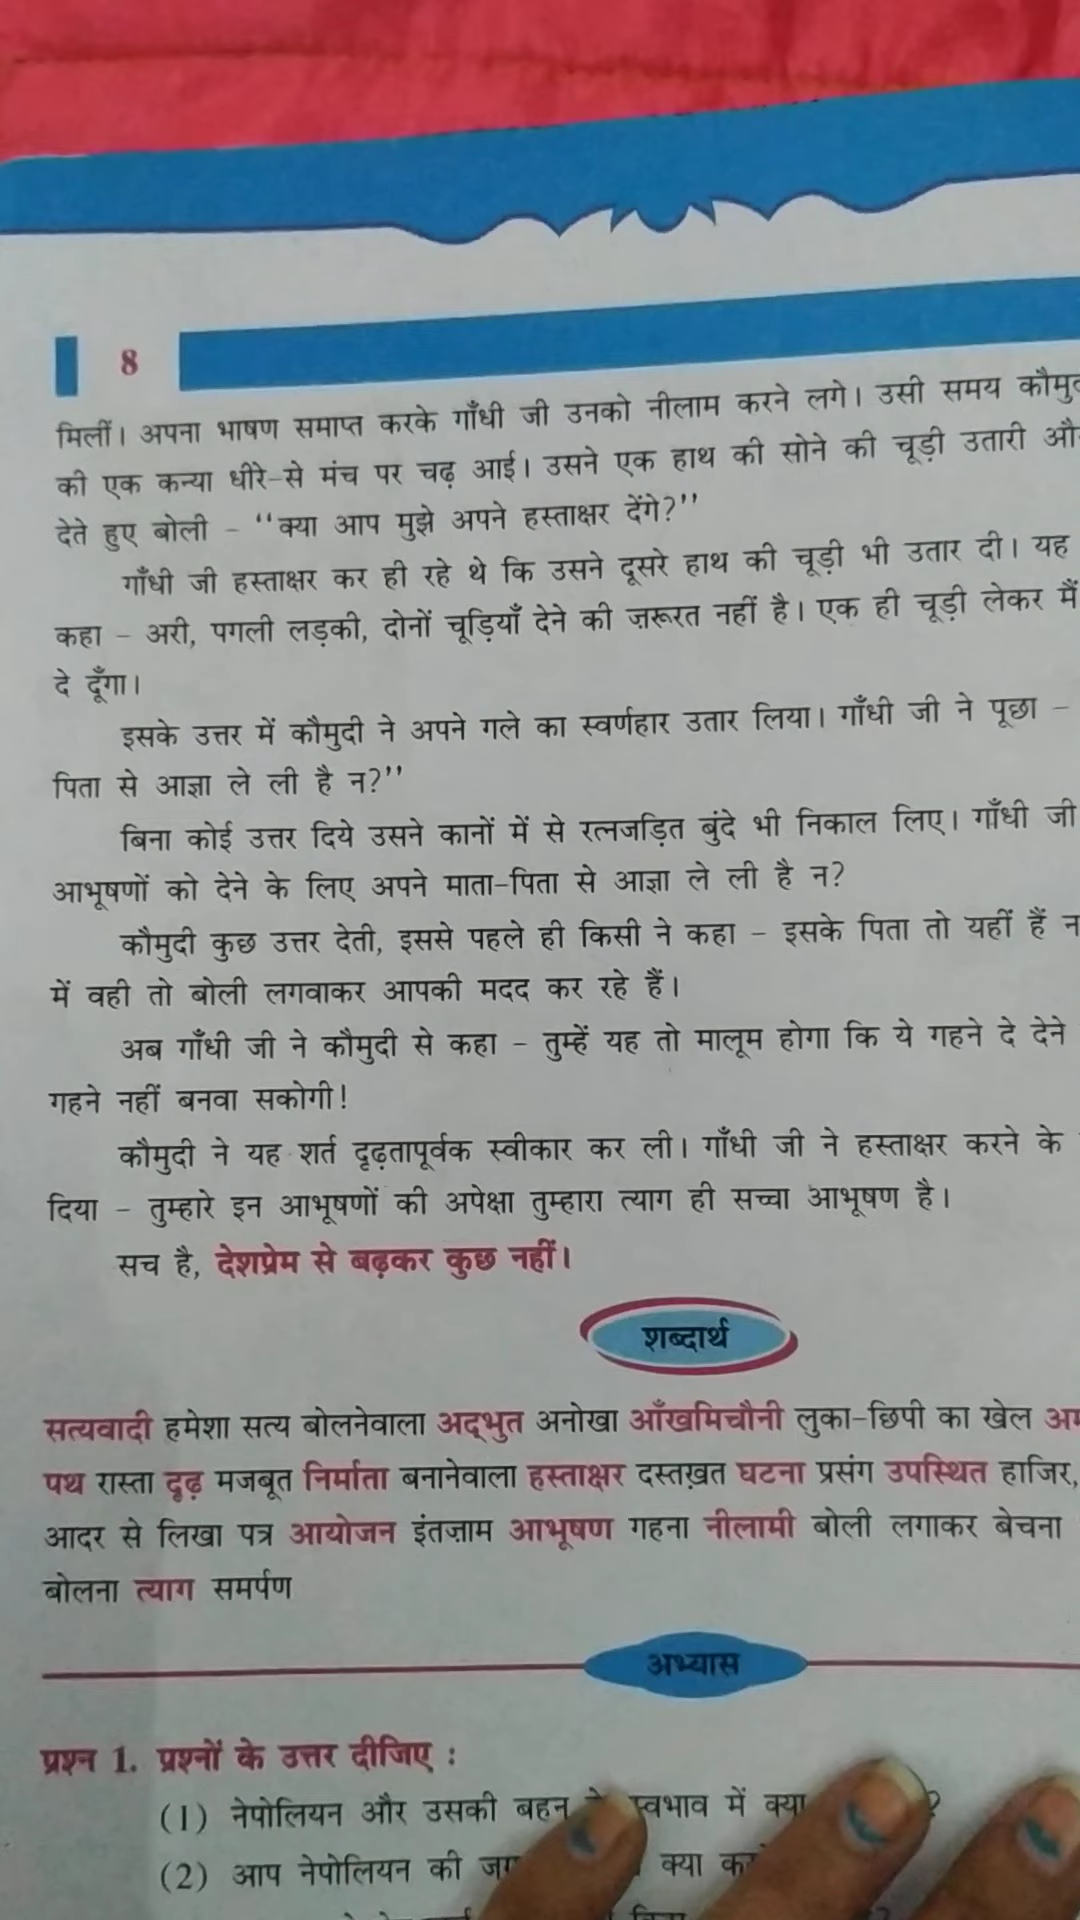 8
मिलीं। अपना भाषण समाप्त करके गाँधी जी उनको नीलाम करने लगे। उसी समय
की एक कन्या धीरे-से मंच पर चढ़ आई। उसने एक हाथ की सोने की चूड़ी उतारी
देते हुए बोली - ‘‘क्या आप मुझे अपने हस्ताक्षर देंगे?’’
गाँधी जी हस्ताक्षर कर ही रहे थे कि उसने दूसरे हाथ की चूड़ी भी उतार दी। यह
कहा - अरी, पगली लड़की, दोनों चूड़ियाँ देने की ज़रूरत नहीं है। एक ही चूड़ी लेकर मैं
दे दूँगा।
इसके उत्तर में कौमुदी ने अपने गले का स्वर्णहार उतार लिया। गाँधी जी ने पूछा -
पिता से आज्ञा ले ली है न?’’
बिना कोई उत्तर दिये उसने कानों में से रत्नजड़ित बुंदे भी निकाल लिए। गाँधी जी
आभूषणों को देने के लिए अपने माता-पिता से आज्ञा ले ली है न?
कौमुदी कुछ उत्तर देती, इससे पहले ही किसी ने कहा - इसके पिता तो यहीं हैं
में वही तो बोली लगवाकर आपकी मदद कर रहे हैं।
अब गाँधी जी ने कौमुदी से कहा - तुम्हें यह तो मालूम होगा कि ये गहने दे देने
गहने नहीं बनवा सकोगी!
कौमुदी ने यह शर्त दृढ़तापूर्वक स्वीकार कर ली। गाँधी जी ने हस्ताक्षर करने के
दिया - तुम्हारे इन आभूषणों की अपेक्षा तुम्हारा त्याग ही सच्चा आभूषण है।
सच है, देशप्रेम से बढ़कर कुछ नहीं।
शब्दार्थ
सत्यवादी हमेशा सत्य बोलनेवाला अद्भुत अनोखा आँखमिचौनी लुका-छिपी का खेल
पथ रास्ता दृढ़ मजबूत निर्माता बनानेवाला हस्ताक्षर दस्तख़त घटना प्रसंग उपस्थित हाजिर,
आदर से लिखा पत्र आयोजन इंतज़ाम आभूषण गहना नीलामी बोली लगाकर बेचना
बोलना त्याग समर्पण
अभ्यास
प्रश्न 1. प्रश्नों के उत्तर दीजिए :
(1) नेपोलियन और उसकी बहन स्वभाव में क्या ?
(2) आप नेपोलियन की क्या